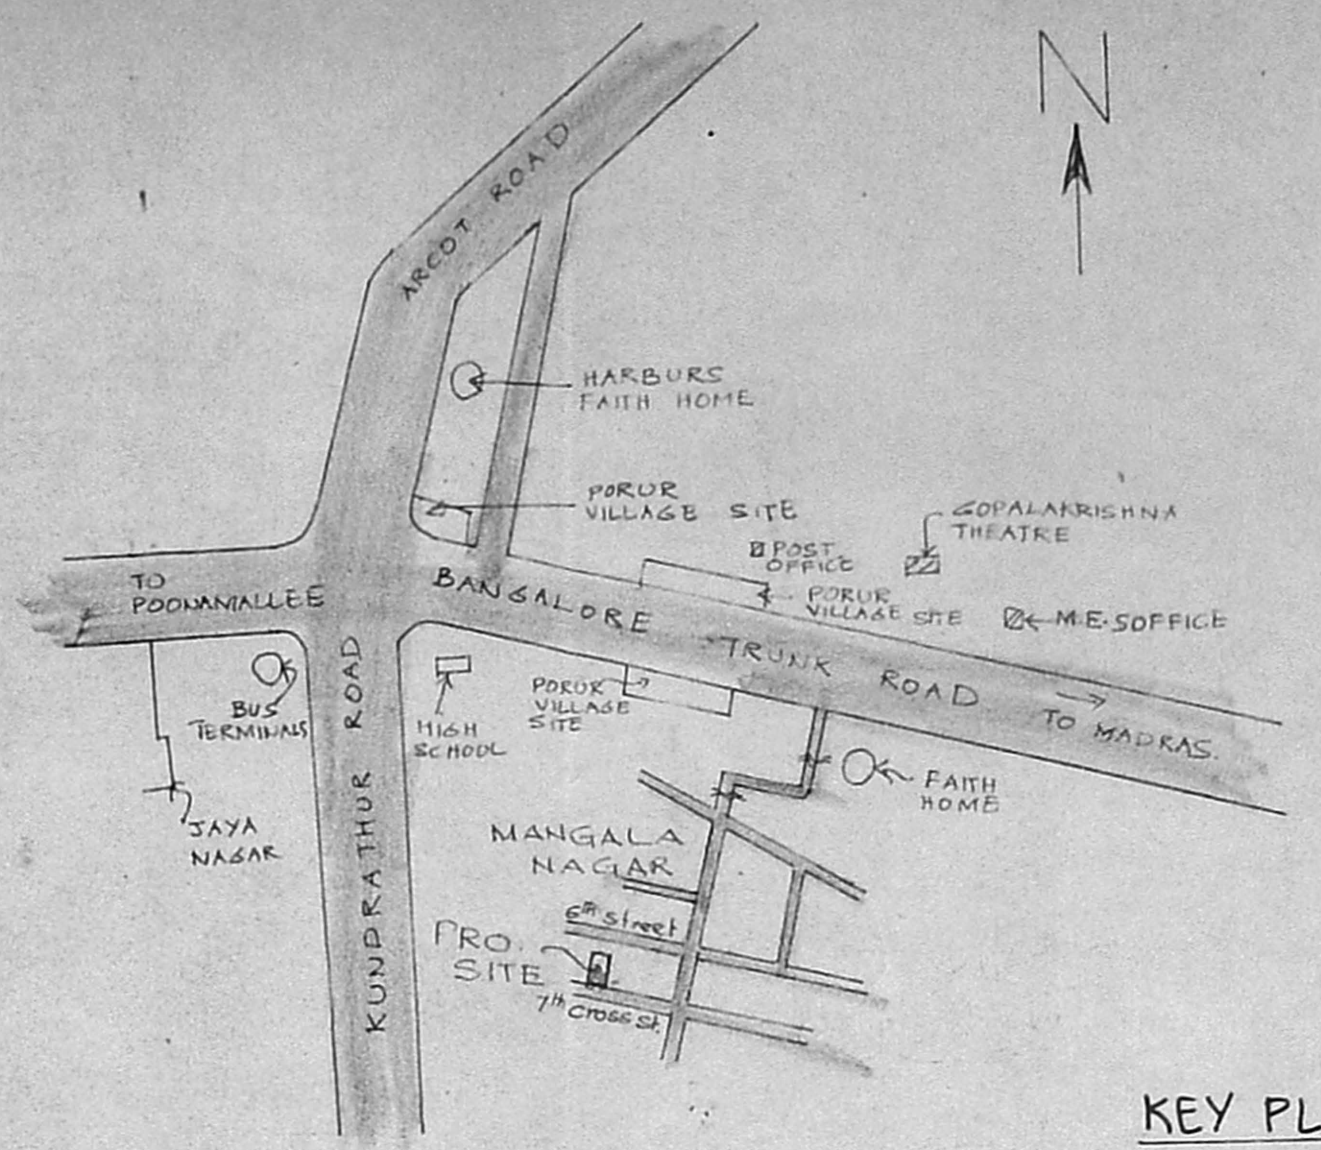 N
ARCOT ROAD
HARBURS
FAITH HOME
PORUR
VILLAGE SITE
GOPALAKRISHNA
THEATRE
POST
OFFICE
PORUR
VILLAGE SITE
M.E.SOFFICE
TO
POONAMALLEE
BANGALORE TRUNK ROAD
TO MADRAS.
BUS
TERMINALS
KUNDRATHUR ROAD
HIGH
SCHOOL
PORUR
VILLAGE
SITE
FAITH
HOME
JAYA
NAGAR
MANGALA
NAGAR
6th Street
PRO.
SITE
7th Cross St.
KEY PL